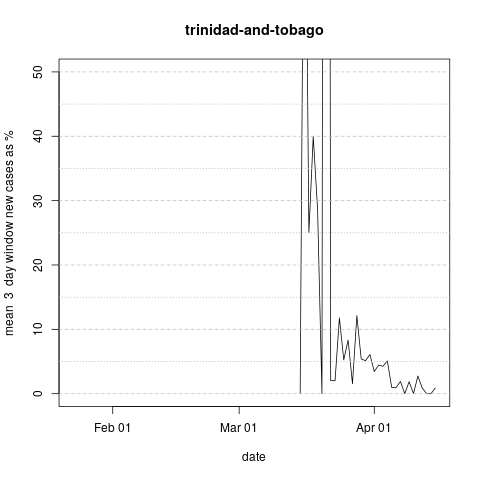 trinidad-and-tobago
mean 3 day window new cases as %
50
40
30
20
10
0
Feb 01
Mar 01
Apr 01
date